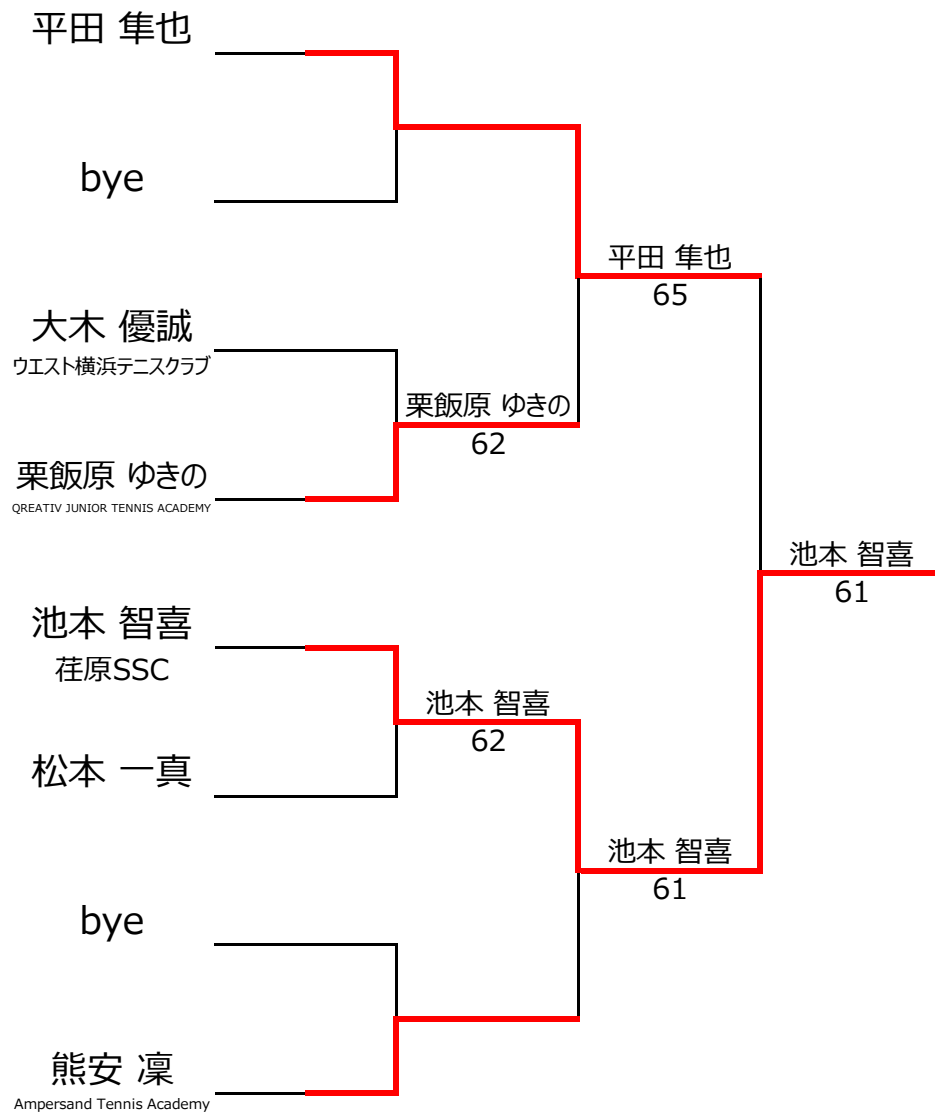 平田 隼也
bye
大木 優誠
ウエスト横浜テニスクラブ
栗飯原 ゆきの
QREATIV JUNIOR TENNIS ACADEMY
池本 智喜
荏原SSC
松本 一真
bye
熊安 凜
Ampersand Tennis Academy
栗飯原 ゆきの
62
池本 智喜
62
平田 隼也
65
池本 智喜
61
池本 智喜
61